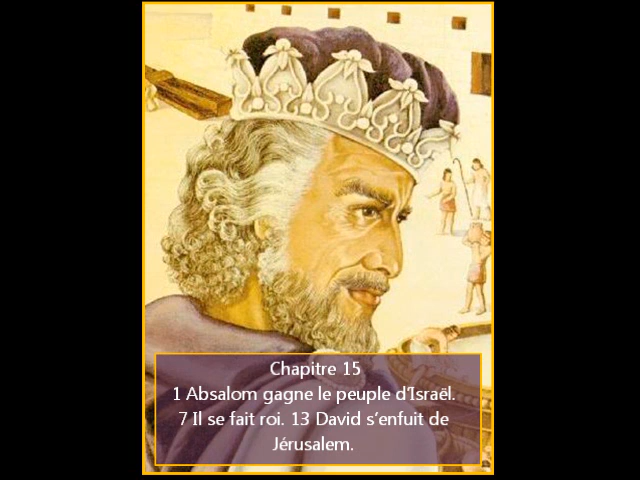 Chapitre 15
1 Absalom gagne le peuple d’Israël.
7 Il se fait roi. 13 David s’enfuit de
Jérusalem.